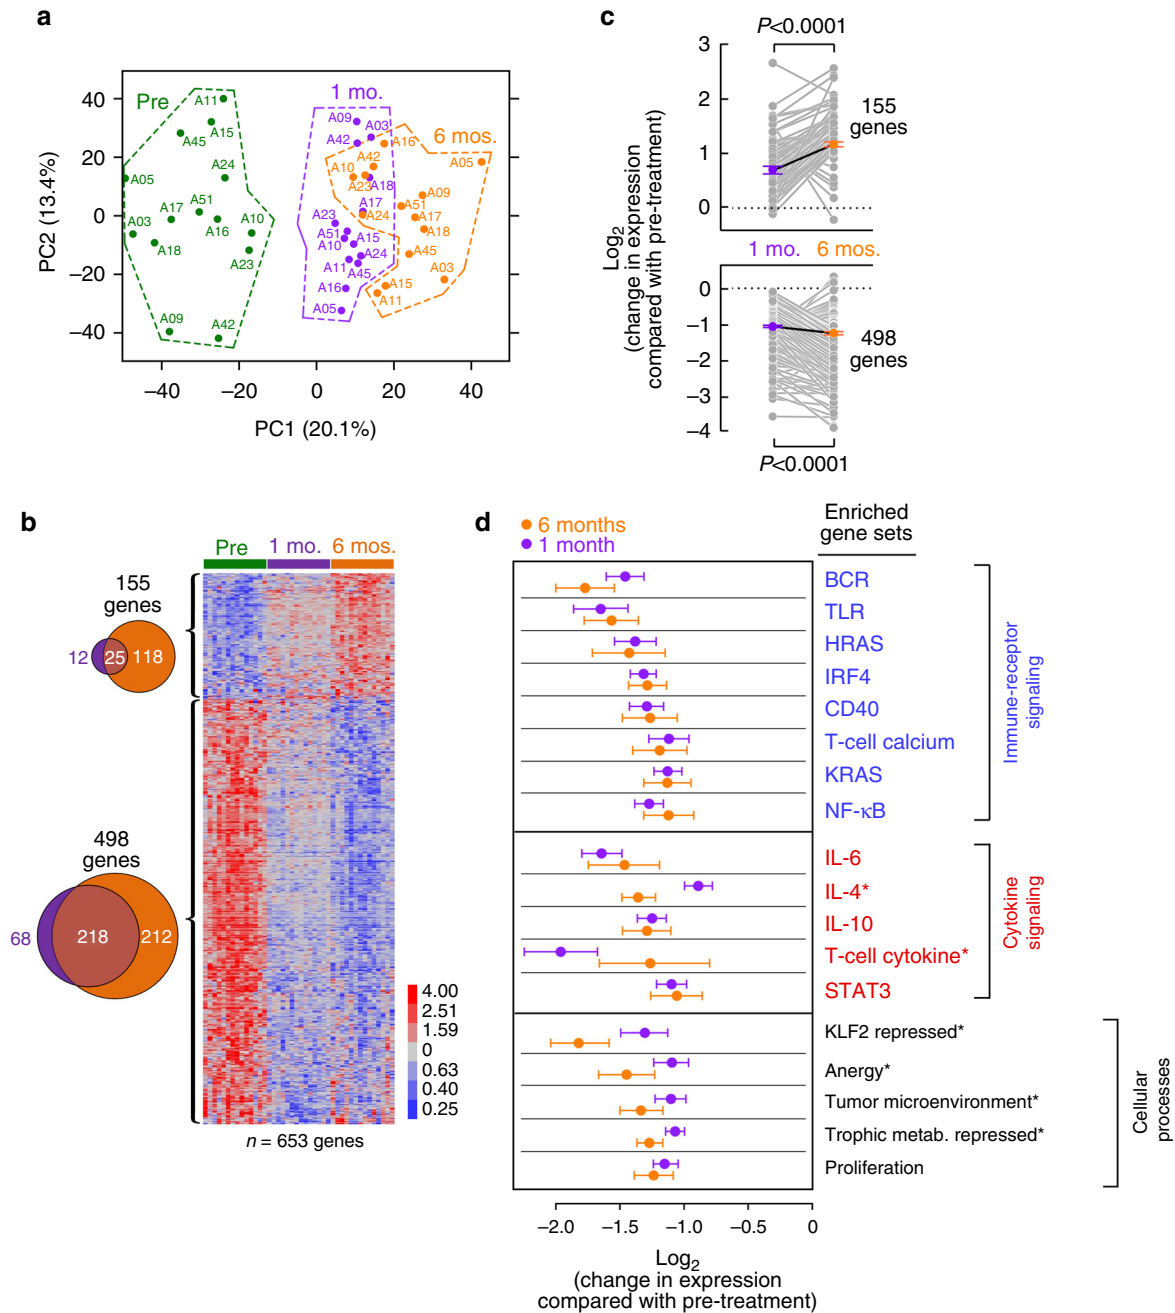 a
PC2 (13.4%)
40
20
0
–20
–40
–40
–20
0
20
40
PC1 (20.1%)
Pre
1 mo.
6 mos.
A11
A15
A45
A24
A05
A17
A51
A03
A16
A10
A18
A23
A09
A42
A09
A03
A42
A18
A17
A23
A51
A10
A15
A24
A11
A45
A16
A05
A16
A05
A42
A10
A23
A09
A24
A51
A17
A18
A45
A03
A15
A11
c
P<0.0001
3
2
1
0
155
genes
1 mo.
6 mos.
0
–1
–2
–3
–4
498
genes
P<0.0001
Log2
(change in expression
compared with pre-treatment)
b
Pre
1 mo.
6 mos.
155
genes
12
25
118
498
genes
68
218
212
4.00
2.51
1.59
0
0.63
0.40
0.25
n = 653 genes
d
6 months
1 month
Enriched
gene sets
BCR
TLR
HRAS
IRF4
CD40
T-cell calcium
KRAS
NF-κB
Immune-receptor
signaling
IL-6
IL-4*
IL-10
T-cell cytokine*
STAT3
Cytokine
signaling
KLF2 repressed*
Anergy*
Tumor microenvironment*
Trophic metab. repressed*
Proliferation
Cellular
processes
–2.0
–1.5
–1.0
–0.5
0
Log2
(change in expression
compared with pre-treatment)